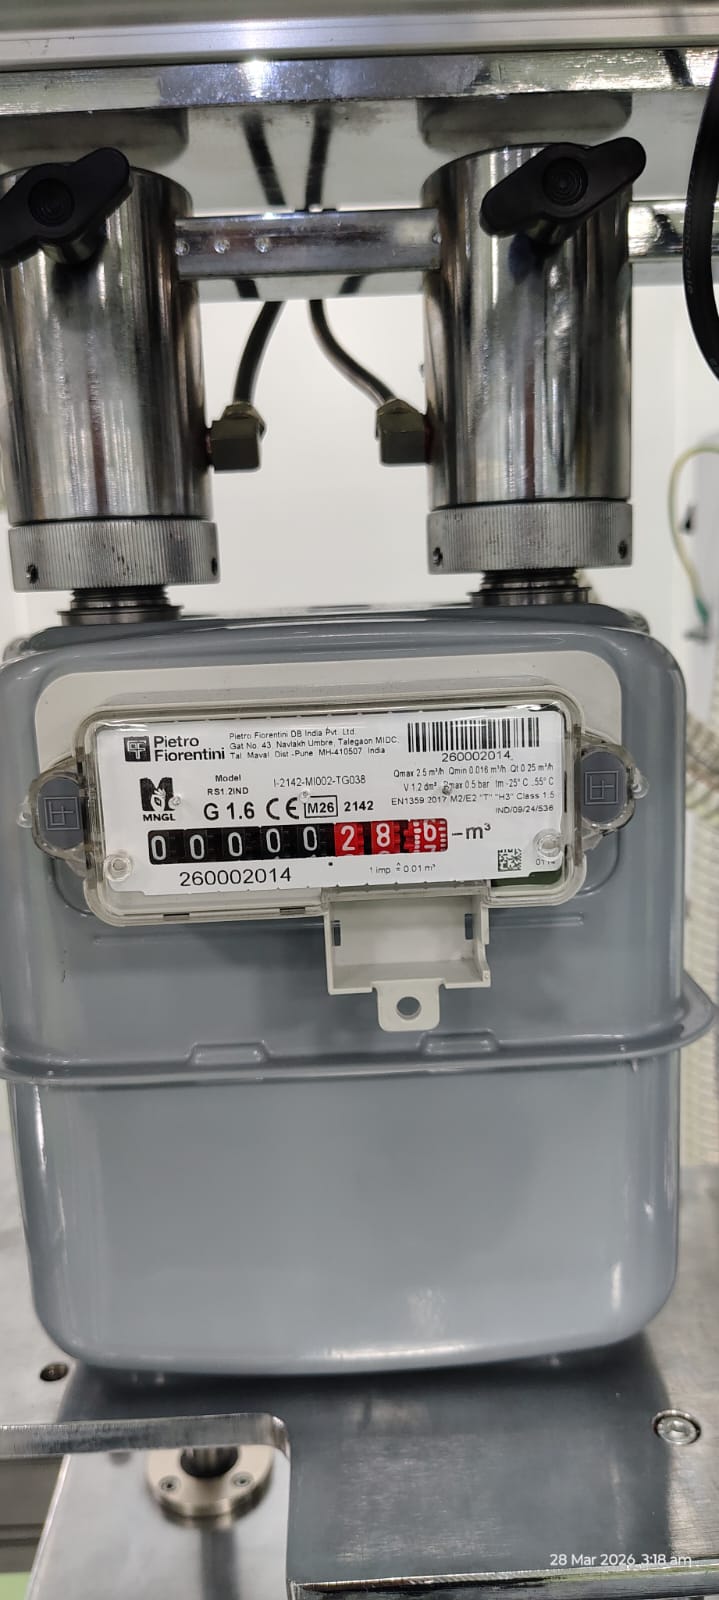 Pietro Fiorentini
Pietro Fiorentini DB India Pvt. Ltd.
Gat No. 43, Navlakh Umbre, Talegaon MIDC,
Tal. Maval, Dist -Pune, MH-410507 India
260002014
Model
RS1.2IND
I-2142-MI002-TG038
Qmax 2.5 m³/h Qmin 0.016 m³/h Qt 0.25 m³/h
V 1.2 dm³ Pmax 0.5 bar tm -25° C ..55° C
EN1359:2017 M2/E2 "T" "H3" Class 1.5
IND/09/24/536
MNGL
G 1.6 CE M26 2142
0 0 0 0 0 2 8 6 m³
260002014
1 imp ≙ 0.01 m³
28 Mar 2026, 3:18 am